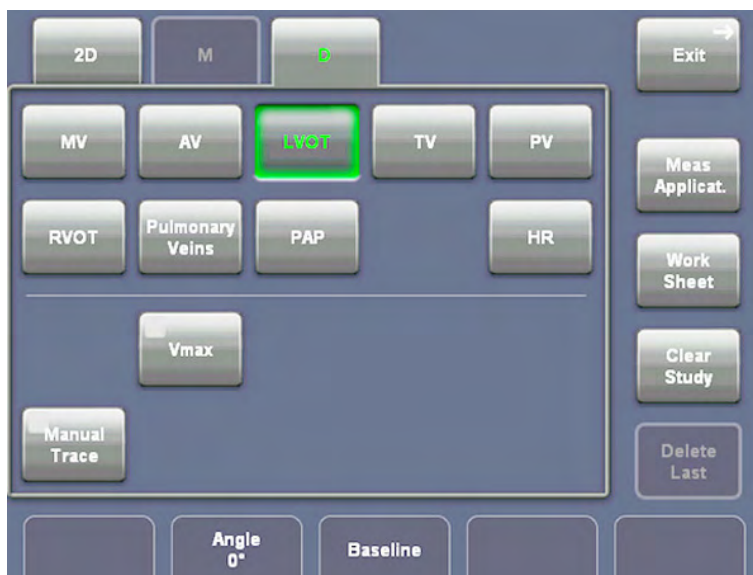 2D
M
D
Exit
MV
AV
LVOT
TV
PV
Meas
Applicat.
RVOT
Pulmonary
Veins
PAP
HR
Work
Sheet
Vmax
Clear
Study
Manual
Trace
Delete
Last
Angle
0°
Baseline